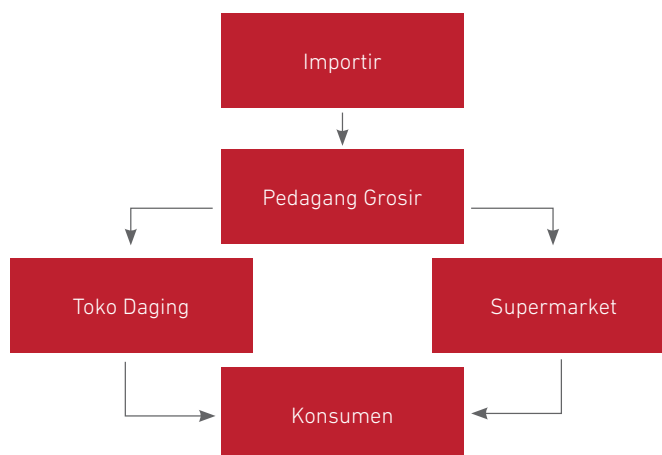 Importir
Pedagang Grosir
Toko Daging
Supermarket
Konsumen